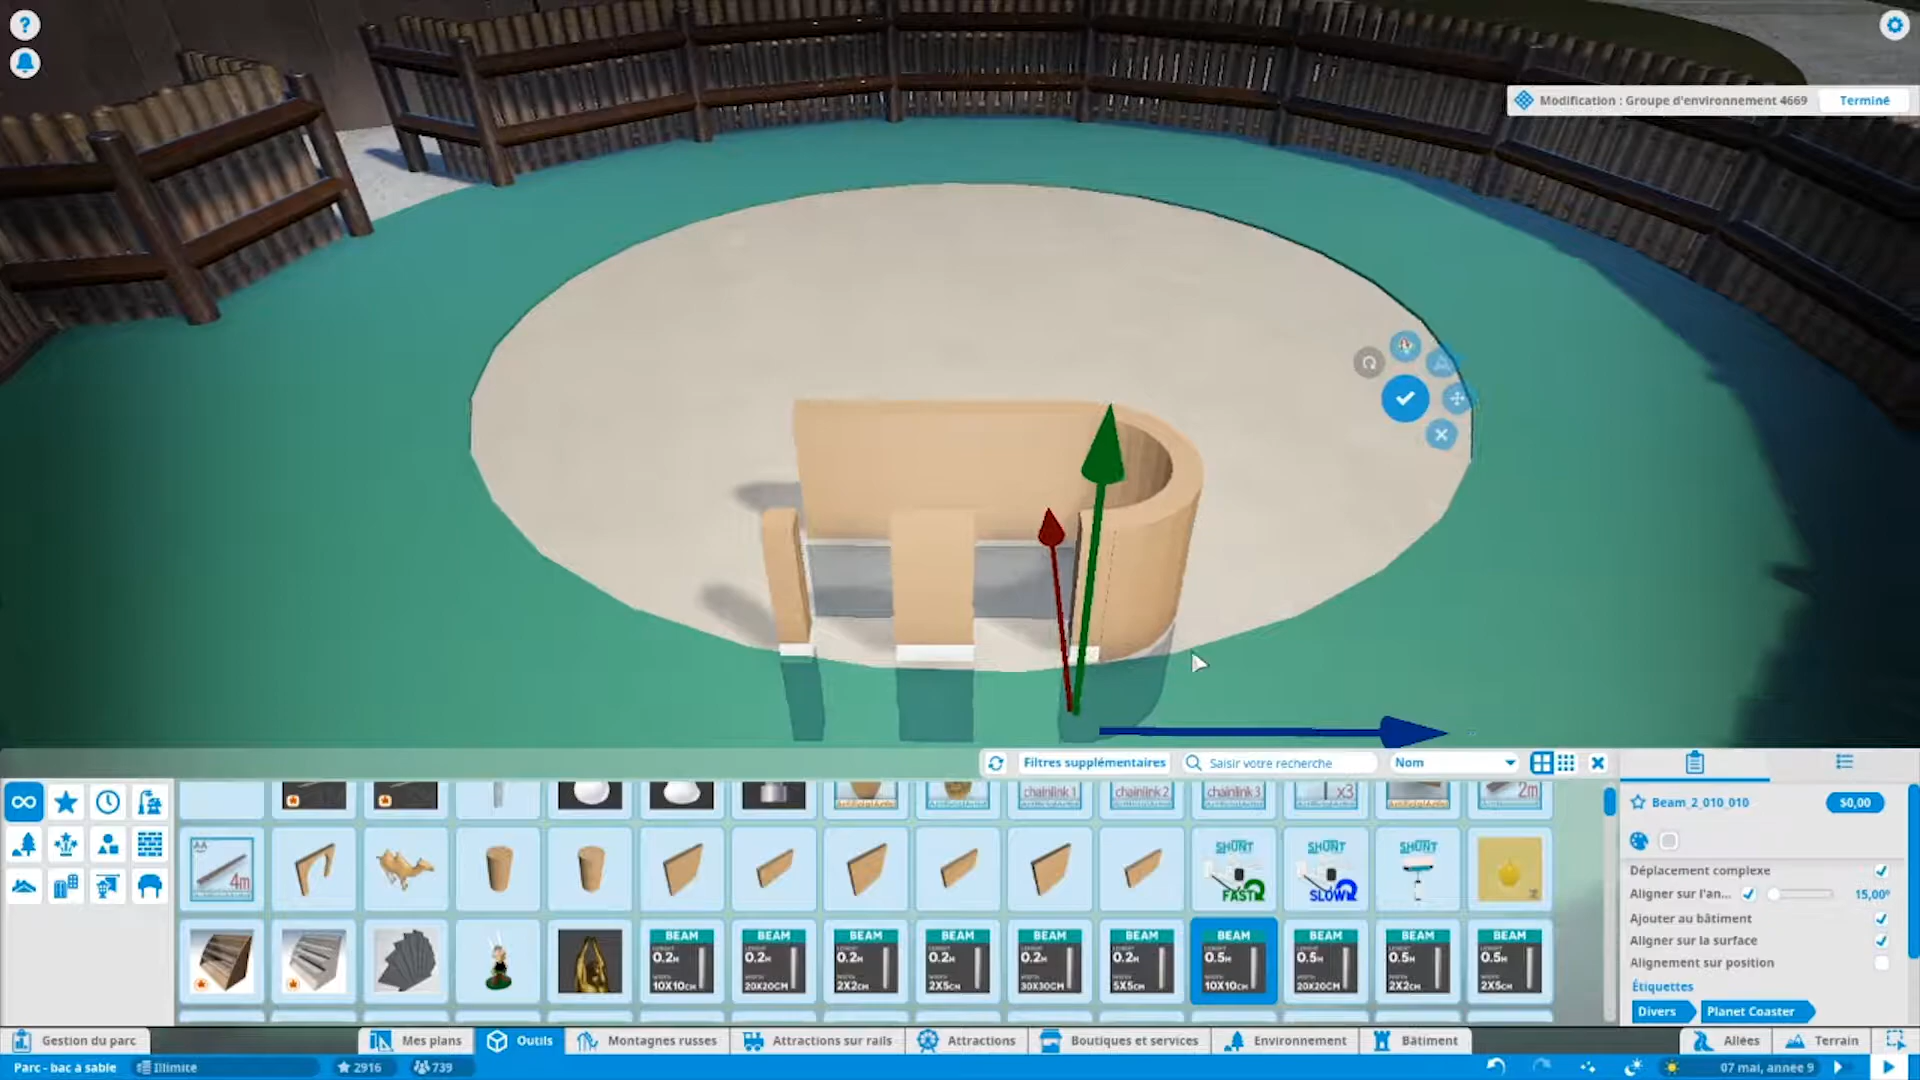 ?
Modification : Groupe d'environnement 4669
Terminé
Filtres supplémentaires
Saisir votre recherche
Nom
chainlink 1
chainlink 2
chainlink 3
x3
2m
Beam_2_010_010
$0,00
AA
4m
SHUNT
FAST
SHUNT
SLOW
SHUNT
Déplacement complexe
Aligner sur l'an...
15,00°
Ajouter au bâtiment
Aligner sur la surface
Alignement sur position
Étiquettes
Divers
Planet Coaster
BEAM
0.2M
10X10CM
BEAM
0.2M
20X20CM
BEAM
0.2M
2X2CM
BEAM
0.2M
2X5CM
BEAM
0.2M
30X30CM
BEAM
0.2M
5X5CM
BEAM
0.5M
10X10CM
BEAM
0.5M
20X20CM
BEAM
0.5M
2X2CM
BEAM
0.5M
2X5CM
Gestion du parc
Mes plans
Outils
Montagnes russes
Attractions sur rails
Attractions
Boutiques et services
Environnement
Bâtiment
Allées
Terrain
Parc - bac à sable
Illimité
2916
739
07 mai, année 9